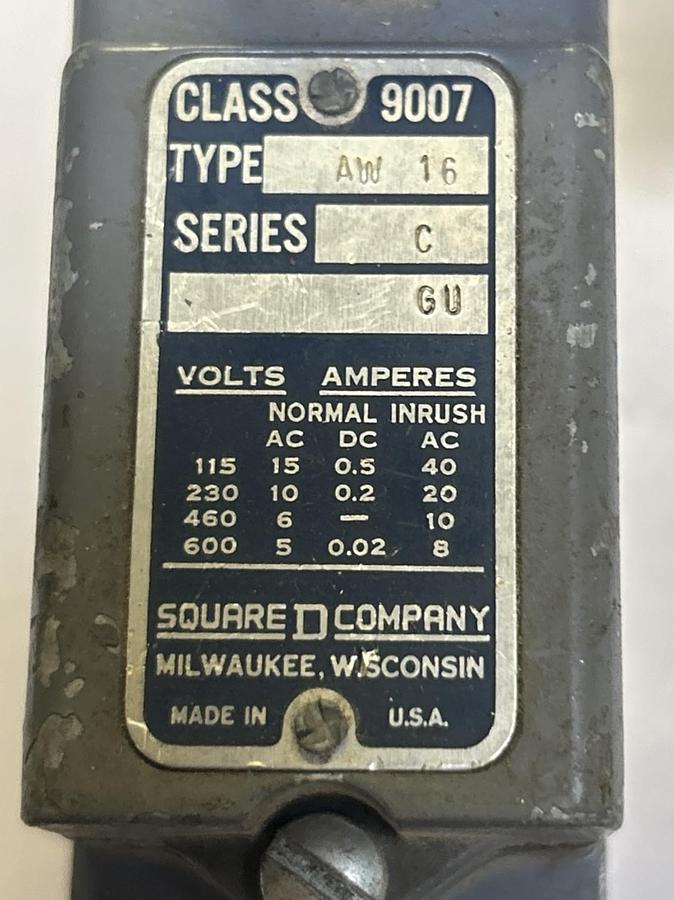 CLASS 9007
TYPE AW 16
SERIES C
GU
VOLTS AMPERES
NORMAL INRUSH
AC DC AC
115 15 0.5 40
230 10 0.2 20
460 6 — 10
600 5 0.02 8
SQUARE D COMPANY
MILWAUKEE, WISCONSIN
MADE IN U.S.A.